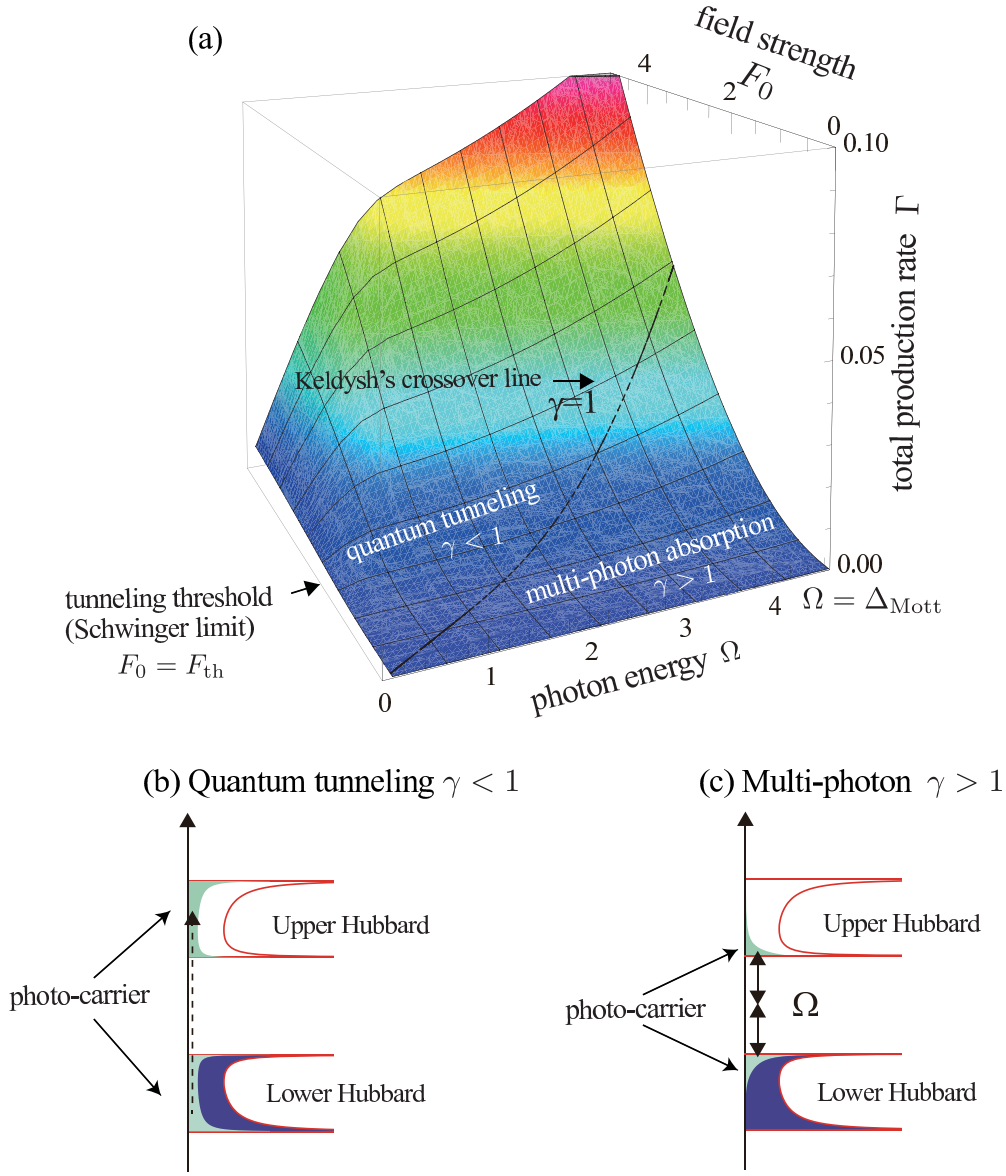 (a)
field strength
F₀
4
2
0
0.10
0.05
0.00
total production rate Γ
Keldysh's crossover line
γ=1
quantum tunneling
γ < 1
multi-photon absorption
γ > 1
tunneling threshold
(Schwinger limit)
F₀ = F_th
0
1
2
3
4
Ω = Δ_Mott
photon energy Ω
(b) Quantum tunneling γ < 1
Upper Hubbard
photo-carrier
Lower Hubbard
(c) Multi-photon γ > 1
Upper Hubbard
photo-carrier
Ω
Lower Hubbard